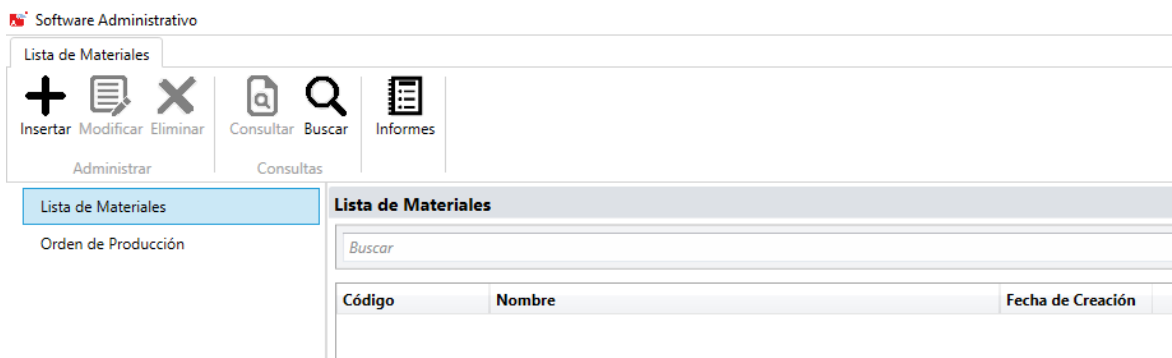 Software Administrativo
Lista de Materiales
Insertar Modificar Eliminar Consultar Buscar Informes
Administrar Consultas
Lista de Materiales
Orden de Producción
Lista de Materiales
Buscar
Código Nombre Fecha de Creación